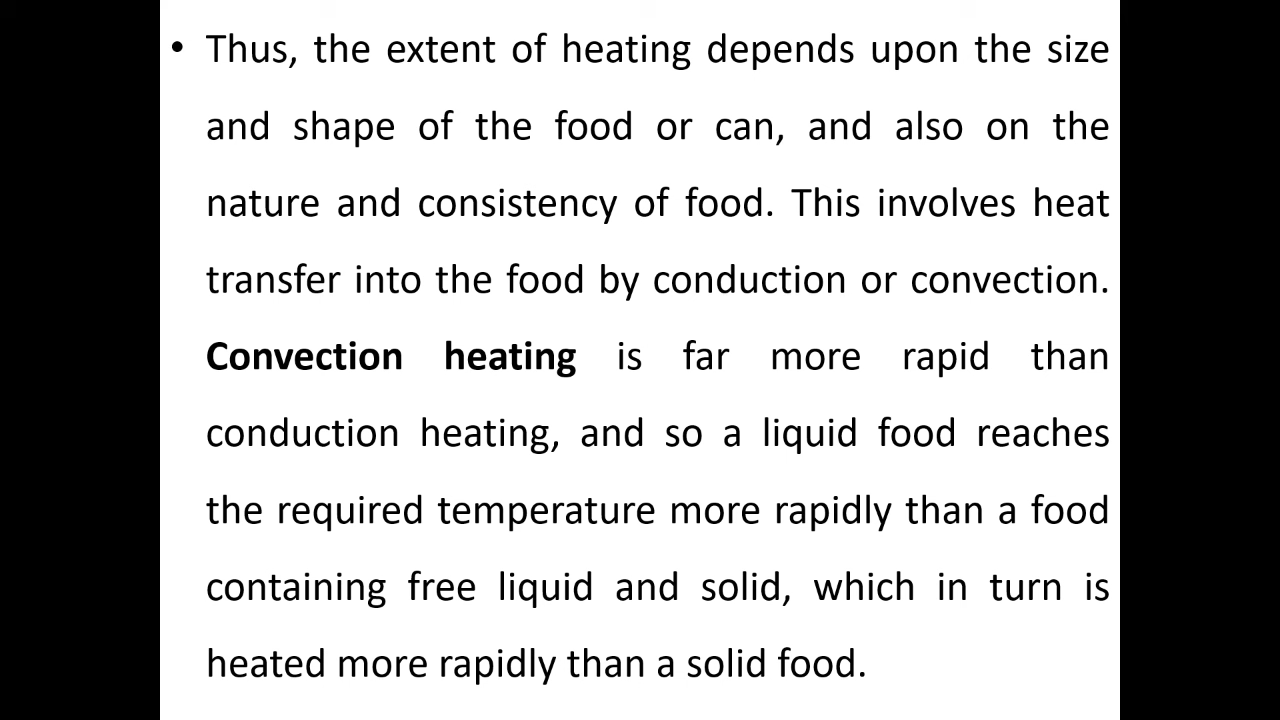 • Thus, the extent of heating depends upon the size
and shape of the food or can, and also on the
nature and consistency of food. This involves heat
transfer into the food by conduction or convection.
Convection heating is far more rapid than
conduction heating, and so a liquid food reaches
the required temperature more rapidly than a food
containing free liquid and solid, which in turn is
heated more rapidly than a solid food.